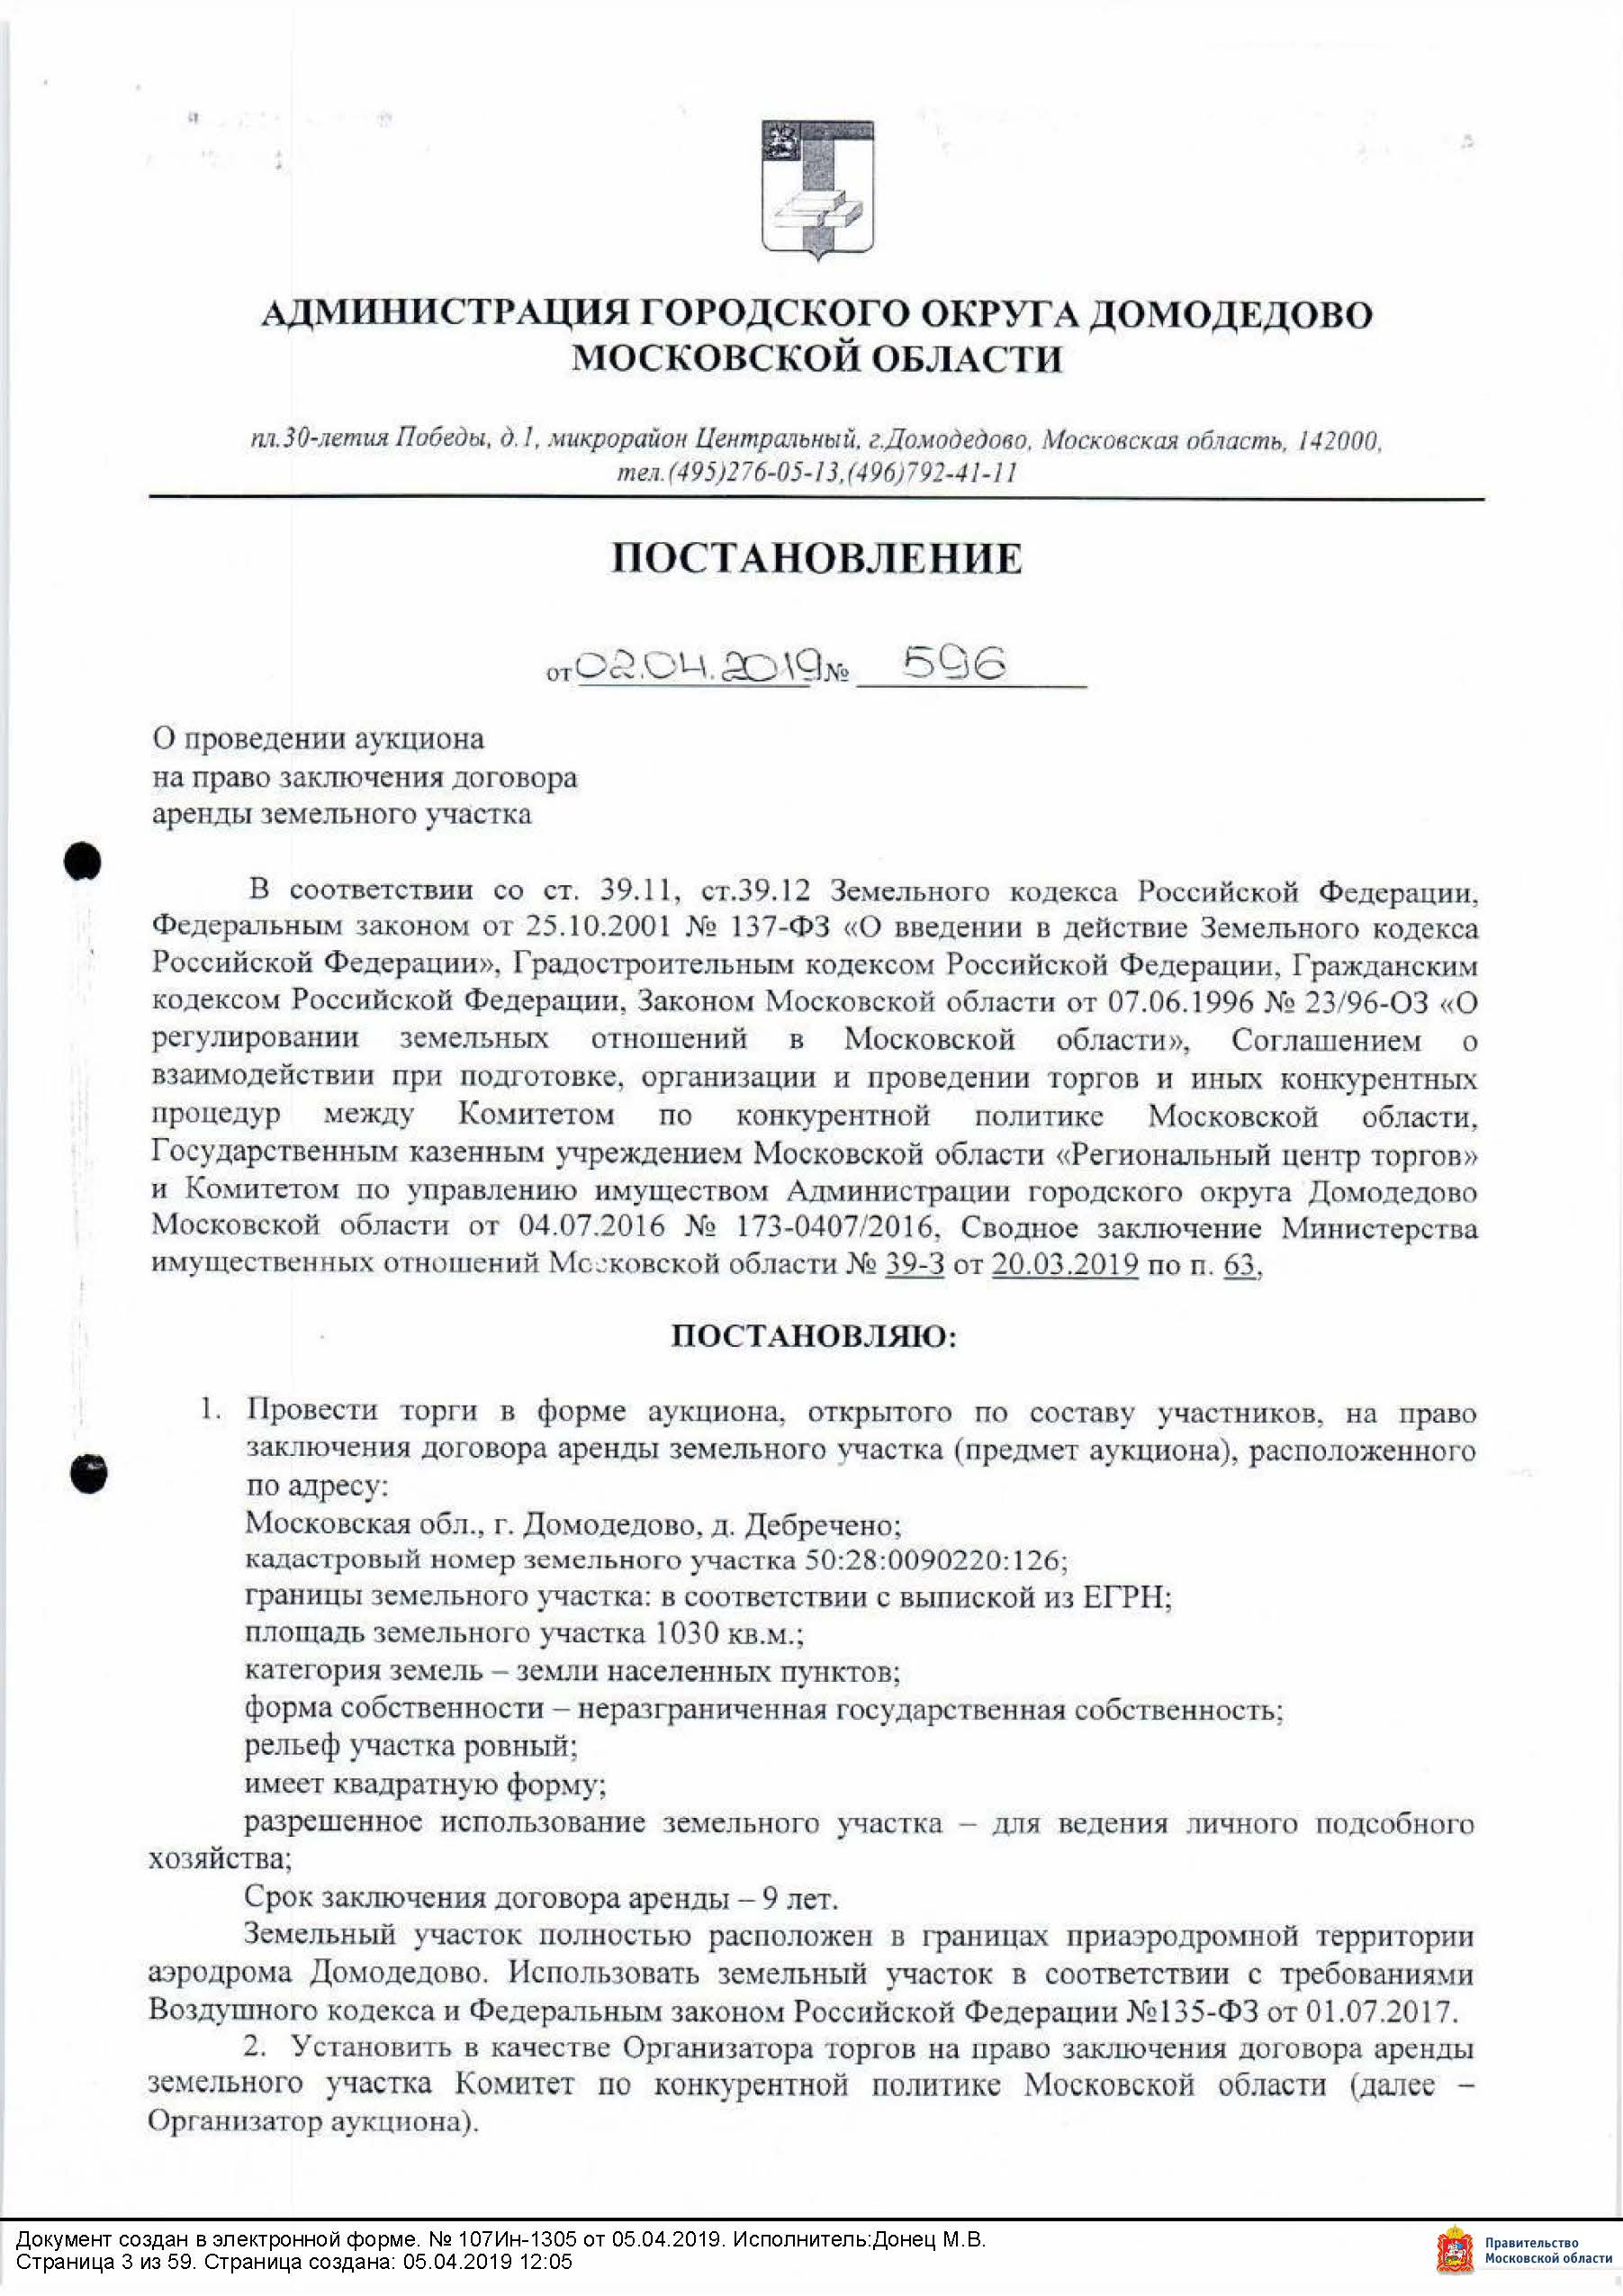 АДМИНИСТРАЦИЯ ГОРОДСКОГО ОКРУГА ДОМОДЕДОВО
МОСКОВСКОЙ ОБЛАСТИ
пл.30-летия Победы, д.1, микрорайон Центральный, г.Домодедово, Московская область, 142000,
тел.(495)276-05-13,(496)792-41-11
ПОСТАНОВЛЕНИЕ
от 02.04.2019 № 596
О проведении аукциона
на право заключения договора
аренды земельного участка
В соответствии со ст. 39.11, ст.39.12 Земельного кодекса Российской Федерации,
Федеральным законом от 25.10.2001 № 137-ФЗ «О введении в действие Земельного кодекса
Российской Федерации», Градостроительным кодексом Российской Федерации, Гражданским
кодексом Российской Федерации, Законом Московской области от 07.06.1996 № 23/96-ОЗ «О
регулировании земельных отношений в Московской области», Соглашением о
взаимодействии при подготовке, организации и проведении торгов и иных конкурентных
процедур между Комитетом по конкурентной политике Московской области,
Государственным казенным учреждением Московской области «Региональный центр торгов»
и Комитетом по управлению имуществом Администрации городского округа Домодедово
Московской области от 04.07.2016 № 173-0407/2016, Сводное заключение Министерства
имущественных отношений Московской области № 39-З от 20.03.2019 по п. 63,
ПОСТАНОВЛЯЮ:
1. Провести торги в форме аукциона, открытого по составу участников, на право
заключения договора аренды земельного участка (предмет аукциона), расположенного
по адресу:
Московская обл., г. Домодедово, д. Дебречено;
кадастровый номер земельного участка 50:28:0090220:126;
границы земельного участка: в соответствии с выпиской из ЕГРН;
площадь земельного участка 1030 кв.м.;
категория земель – земли населенных пунктов;
форма собственности – неразграниченная государственная собственность;
рельеф участка ровный;
имеет квадратную форму;
разрешенное использование земельного участка – для ведения личного подсобного
хозяйства;
Срок заключения договора аренды – 9 лет.
Земельный участок полностью расположен в границах приаэродромной территории
аэродрома Домодедово. Использовать земельный участок в соответствии с требованиями
Воздушного кодекса и Федеральным законом Российской Федерации №135-ФЗ от 01.07.2017.
2. Установить в качестве Организатора торгов на право заключения договора аренды
земельного участка Комитет по конкурентной политике Московской области (далее –
Организатор аукциона).
Документ создан в электронной форме. № 107Ин-1305 от 05.04.2019. Исполнитель:Донец М.В.
Страница 3 из 59. Страница создана: 05.04.2019 12:05
Правительство
Московской области